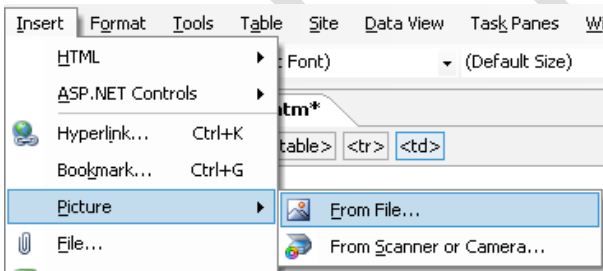 Insert Format Tools Table Site Data View Task Panes
HTML Font) (Default Size)
ASP.NET Controls
Hyperlink... Ctrl+K table> <tr> <td>
Bookmark... Ctrl+G
Picture From File...
File... From Scanner or Camera...